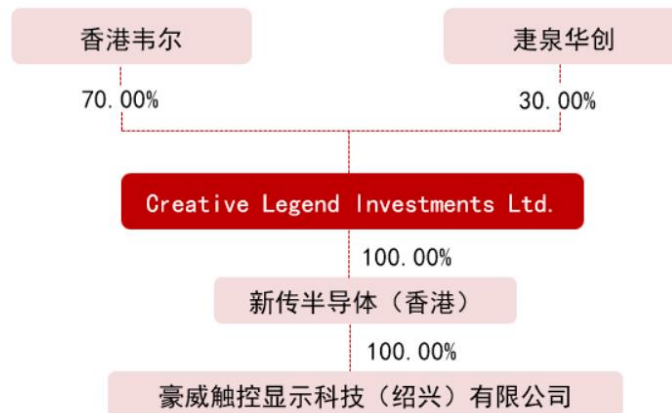 香港韦尔
疌泉华创
70.00%
30.00%
Creative Legend Investments Ltd.
100.00%
新传半导体（香港）
100.00%
豪威触控显示科技（绍兴）有限公司